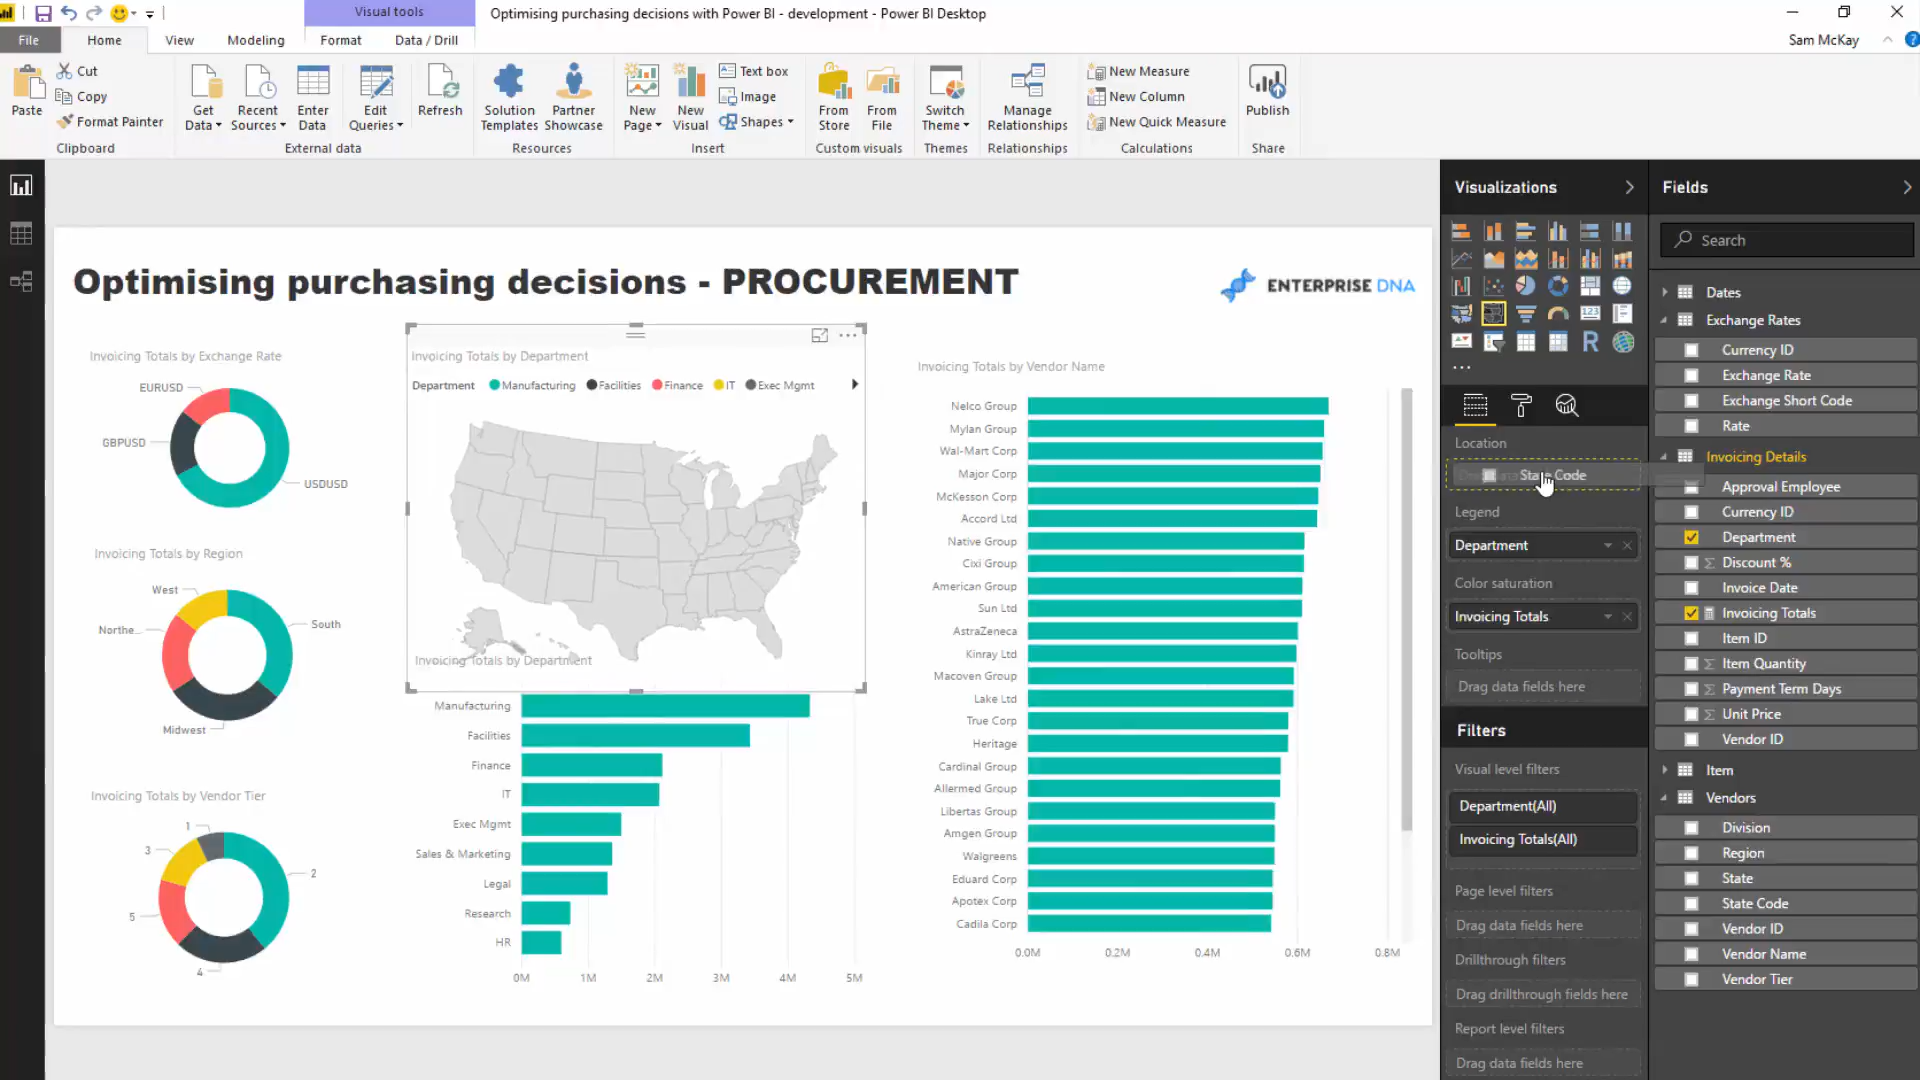 Visual tools
Optimising purchasing decisions with Power BI - development - Power BI Desktop
File
Home
View
Modeling
Format
Data / Drill
Sam McKay
?
Paste
Cut
Copy
Format Painter
Clipboard
Get Data
Recent Sources
Enter Data
Edit Queries
Refresh
External data
Solution Templates
Partner Showcase
Resources
New Page
New Visual
Text box
Image
Shapes
Insert
From Store
From File
Custom visuals
Switch Theme
Themes
Manage Relationships
Relationships
New Measure
New Column
New Quick Measure
Calculations
Publish
Share
Optimising purchasing decisions - PROCUREMENT
ENTERPRISE DNA
Invoicing Totals by Exchange Rate
EURUSD
GBPUSD
USDUSD
Invoicing Totals by Region
West
Northe...
South
Midwest
Invoicing Totals by Vendor Tier
1
3
2
5
4
Invoicing Totals by Department
Department Manufacturing Facilities Finance IT Exec Mgmt
Invoicing Totals by Department
Manufacturing
Facilities
Finance
IT
Exec Mgmt
Sales & Marketing
Legal
Research
HR
0M 1M 2M 3M 4M 5M
Invoicing Totals by Vendor Name
Nelco Group
Mylan Group
Wal-Mart Corp
Major Corp
McKesson Corp
Accord Ltd
Native Group
Cixi Group
American Group
Sun Ltd
AstraZeneca
Kinray Ltd
Macoven Group
Lake Ltd
True Corp
Heritage
Cardinal Group
Allermed Group
Libertas Group
Amgen Group
Walgreens
Eduard Corp
Apotex Corp
Cadila Corp
0.0M 0.2M 0.4M 0.6M 0.8M
Visualizations
123
R
Location
State Code
Legend
Department
Color saturation
Invoicing Totals
Tooltips
Drag data fields here
Filters
Visual level filters
Department(All)
Invoicing Totals(All)
Page level filters
Drag data fields here
Drillthrough filters
Drag drillthrough fields here
Report level filters
Drag data fields here
Fields
Search
Dates
Exchange Rates
Currency ID
Exchange Rate
Exchange Short Code
Rate
Invoicing Details
Approval Employee
Currency ID
Department
Σ Discount %
Invoice Date
Invoicing Totals
Item ID
Σ Item Quantity
Σ Payment Term Days
Σ Unit Price
Vendor ID
Item
Vendors
Division
Region
State
State Code
Vendor ID
Vendor Name
Vendor Tier